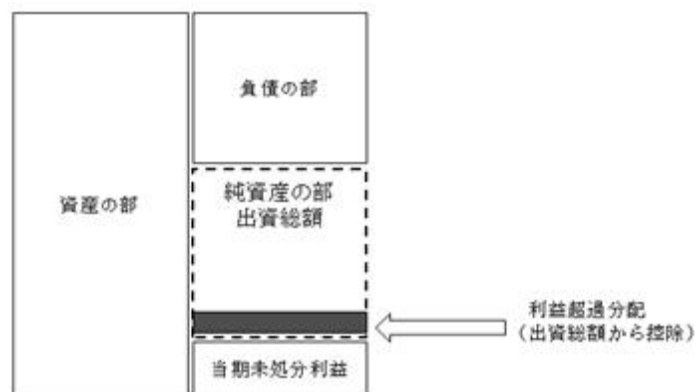 負債の部
資産の部
純資産の部
出資総額
利益超過分配
（出資総額から控除）
当期未処分利益